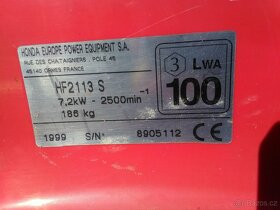 HONDA EUROPE POWER EQUIPMENT S.A.
RUE DES CHATAIGNIERS , POLE 45
45140 ORMES FRANCE
HF2113 S
7,2kW - 2500min -1
186 kg
1999 S/N° 8905112
3 LWA
100
CE
bazos.cz